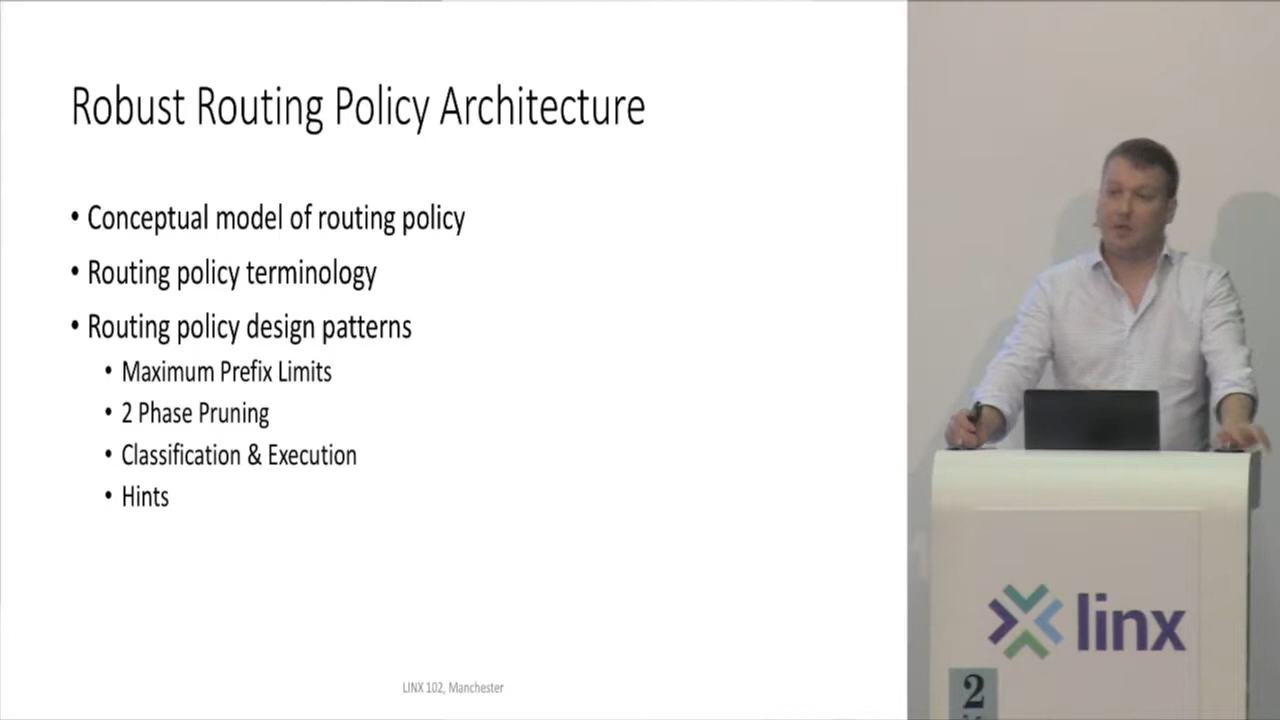 Robust Routing Policy Architecture
• Conceptual model of routing policy
• Routing policy terminology
• Routing policy design patterns
• Maximum Prefix Limits
• 2 Phase Pruning
• Classification & Execution
• Hints
LINX 102, Manchester
linx
2